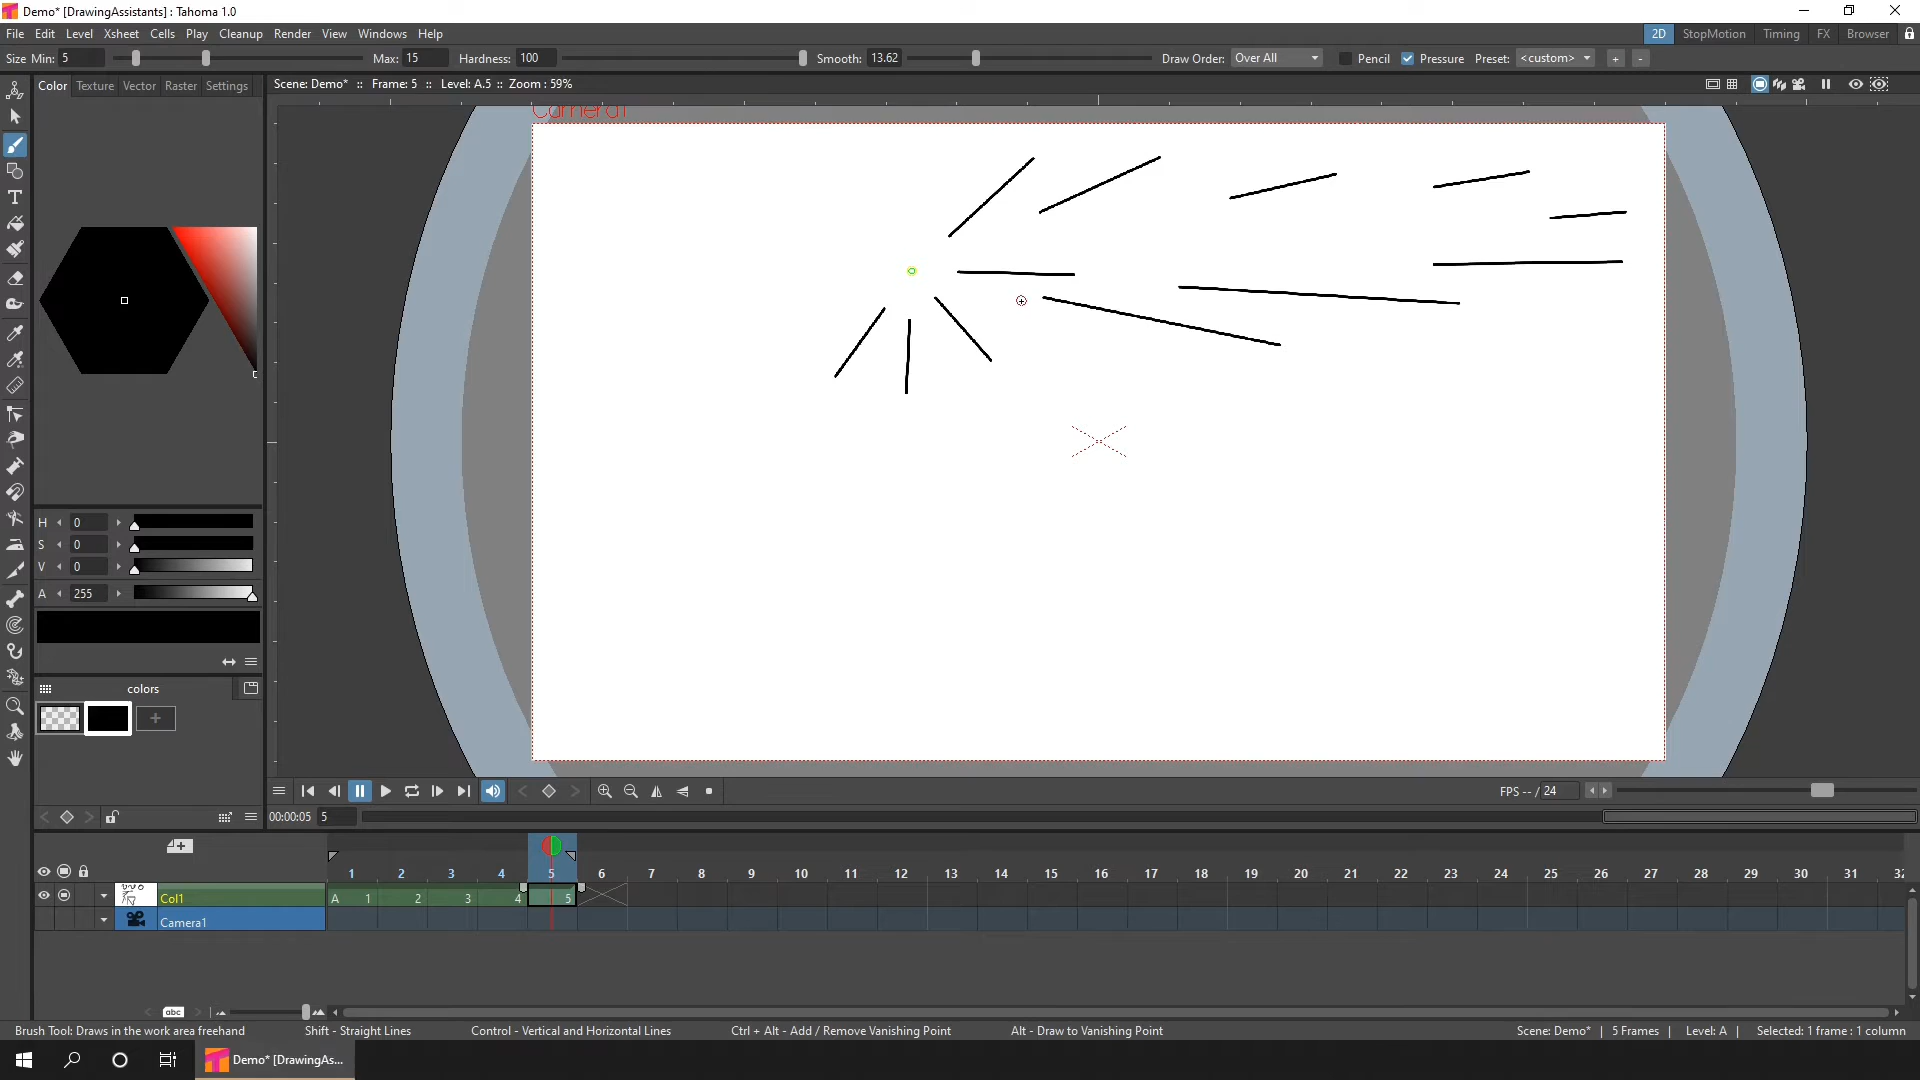 Demo* [DrawingAssistants] : Tahoma 1.0
File Edit Level Xsheet Cells Play Cleanup Render View Windows Help
2D StopMotion Timing FX Browser
Size Min: 5 Max: 15 Hardness: 100 Smooth: 13.62 Draw Order: Over All Pencil Pressure Preset: <custom> + -
Color Texture Vector Raster Settings
Scene: Demo* :: Frame: 5 :: Level: A.5 :: Zoom : 59%
Camera1
H 0
S 0
V 0
A 255
colors
+
FPS -- / 24
00:00:05 5
1 2 3 4 5 6 7 8 9 10 11 12 13 14 15 16 17 18 19 20 21 22 23 24 25 26 27 28 29 30 31
Col1 A 1 2 3 4 5
Camera1
abc
Brush Tool: Draws in the work area freehand Shift - Straight Lines Control - Vertical and Horizontal Lines Ctrl + Alt - Add / Remove Vanishing Point Alt - Draw to Vanishing Point Scene: Demo* | 5 Frames | Level: A | Selected: 1 frame : 1 column
Demo* [DrawingAs...